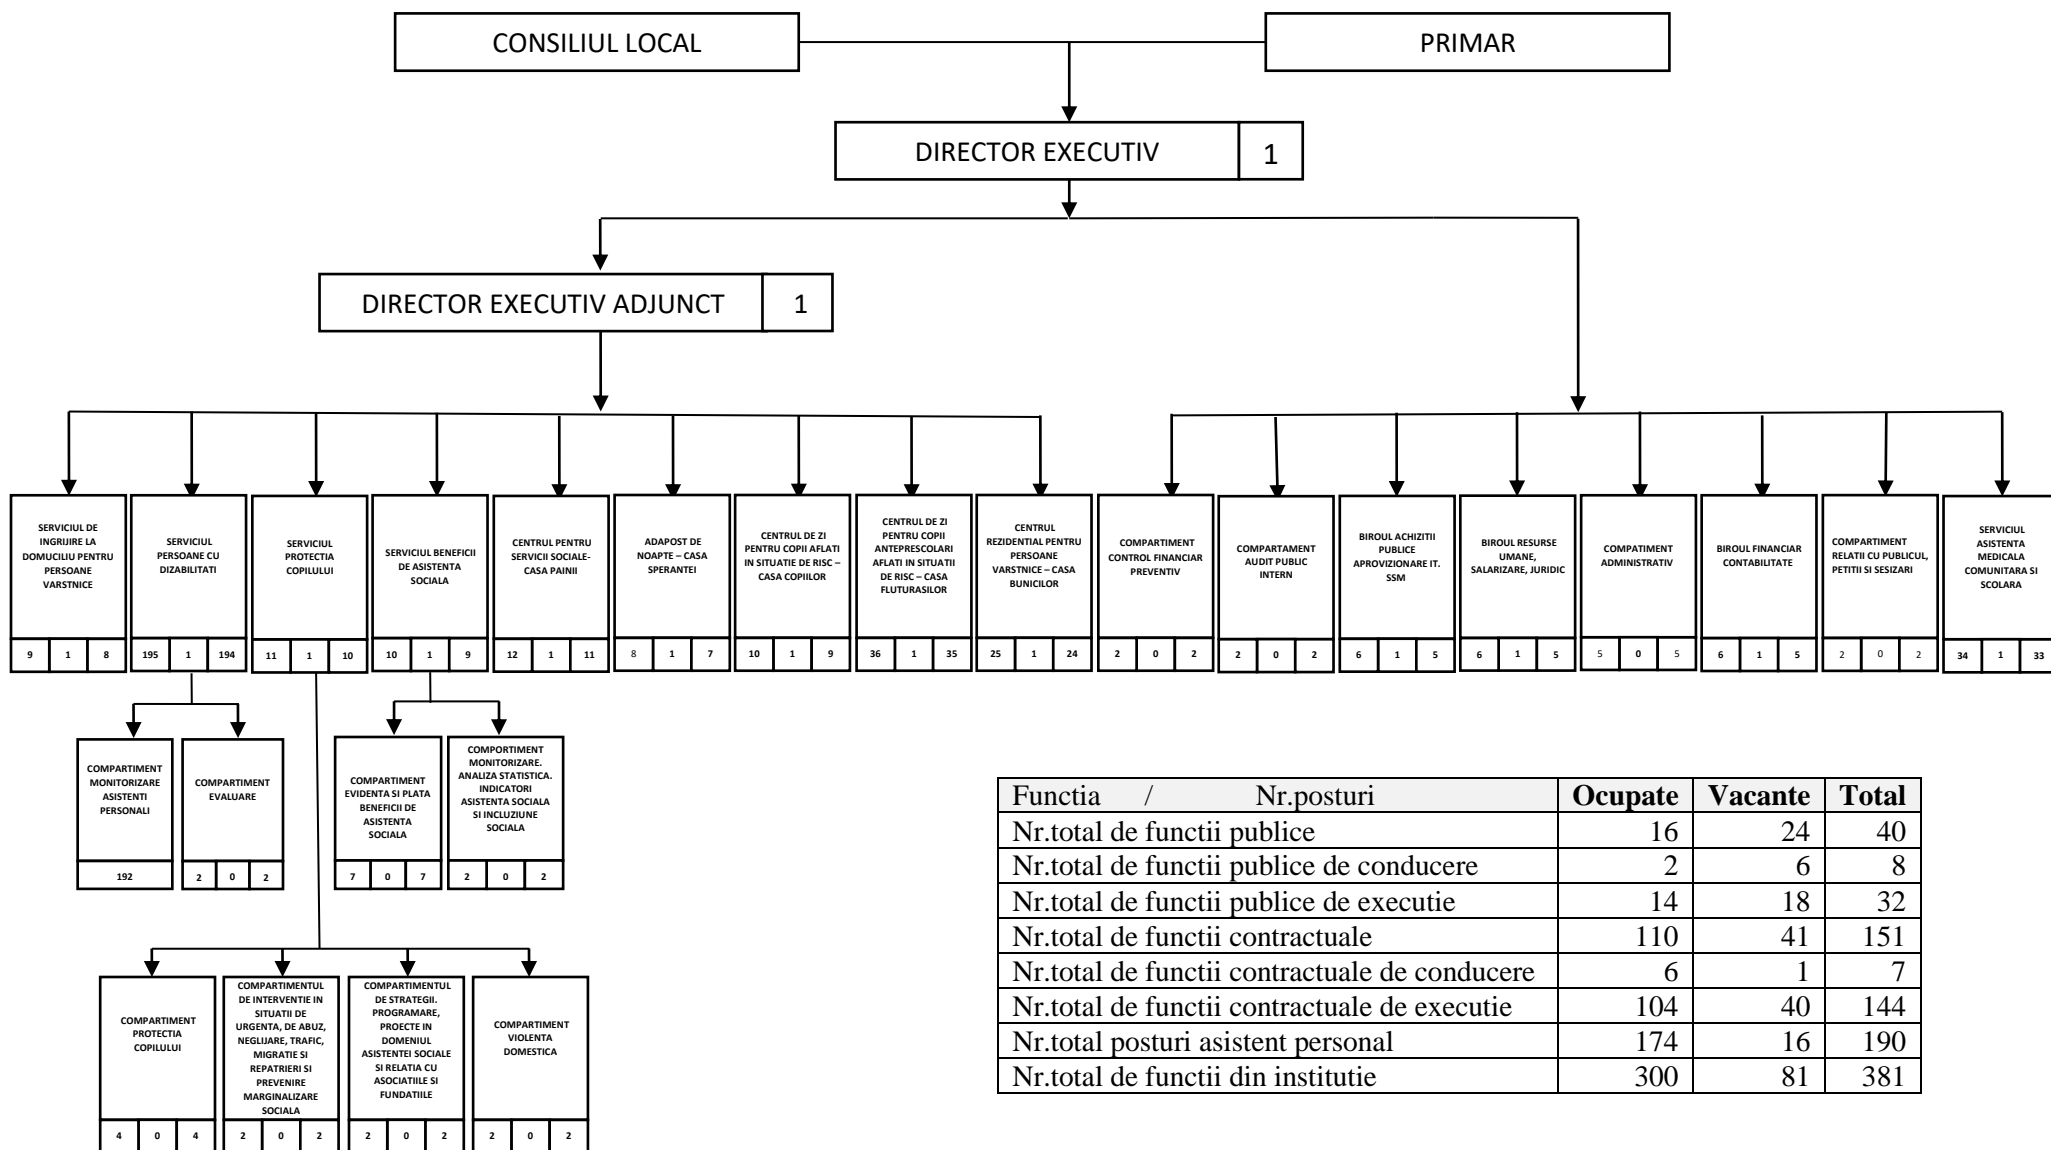 CONSILIUL LOCAL
PRIMAR
DIRECTOR EXECUTIV 1
DIRECTOR EXECUTIV ADJUNCT 1
SERVICIUL DE
INGRIJIRE LA
DOMUCILIU PENTRU
PERSOANE
VARSTNICE
9 1 8
SERVICIUL
PERSOANE CU
DIZABILITATI
195 1 194
SERVICIUL
PROTECTIA
COPILULUI
11 1 10
SERVICIUL BENEFICII
DE ASISTENTA
SOCIALA
10 1 9
CENTRUL PENTRU
SERVICII SOCIALE-
CASA PAINII
12 1 11
ADAPOST DE
NOAPTE – CASA
SPERANTEI
8 1 7
CENTRUL DE ZI
PENTRU COPII AFLATI
IN SITUATIE DE RISC –
CASA COPIILOR
10 1 9
CENTRUL DE ZI
PENTRU COPII
ANTEPRESCOLARI
AFLATI IN SITUATII
DE RISC – CASA
FLUTURASILOR
36 1 35
CENTRUL
REZIDENTIAL PENTRU
PERSOANE
VARSTNICE – CASA
BUNICILOR
25 1 24
COMPARTIMENT
CONTROL FINANCIAR
PREVENTIV
2 0 2
COMPARTAMENT
AUDIT PUBLIC
INTERN
2 0 2
BIROUL ACHIZITII
PUBLICE
APROVIZIONARE IT.
SSM
6 1 5
BIROUL RESURSE
UMANE,
SALARIZARE, JURIDIC
6 1 5
COMPATIMENT
ADMINISTRATIV
5 0 5
BIROUL FINANCIAR
CONTABILITATE
6 1 5
COMPARTIMENT
RELATII CU PUBLICUL,
PETITII SI SESIZARI
2 0 2
SERVICIUL
ASISTENTA
MEDICALA
COMUNITARA SI
SCOLARA
34 1 33
COMPARTIMENT
MONITORIZARE
ASISTENTI
PERSONALI
192
COMPARTIMENT
EVALUARE
2 0 2
COMPARTIMENT
EVIDENTA SI PLATA
BENEFICII DE
ASISTENTA
SOCIALA
7 0 7
COMPORTIMENT
MONITORIZARE.
ANALIZA STATISTICA.
INDICATORI
ASISTENTA SOCIALA
SI INCLUZIUNE
SOCIALA
2 0 2
COMPARTIMENT
PROTECTIA
COPILULUI
4 0 4
COMPARTIMENTUL
DE INTERVENTIE IN
SITUATII DE
URGENTA, DE ABUZ,
NEGLIJARE, TRAFIC,
MIGRATIE SI
REPATRIERI SI
PREVENIRE
MARGINALIZARE
SOCIALA
2 0 2
COMPARTIMENTUL
DE STRATEGII.
PROGRAMARE,
PROECTE IN
DOMENIUL
ASISTENTEI SOCIALE
SI RELATIA CU
ASOCIATIILE SI
FUNDATIILE
2 0 2
COMPARTIMENT
VIOLENTA
DOMESTICA
2 0 2
Functia / Nr.posturi Ocupate Vacante Total
Nr.total de functii publice 16 24 40
Nr.total de functii publice de conducere 2 6 8
Nr.total de functii publice de executie 14 18 32
Nr.total de functii contractuale 110 41 151
Nr.total de functii contractuale de conducere 6 1 7
Nr.total de functii contractuale de executie 104 40 144
Nr.total posturi asistent personal 174 16 190
Nr.total de functii din institutie 300 81 381